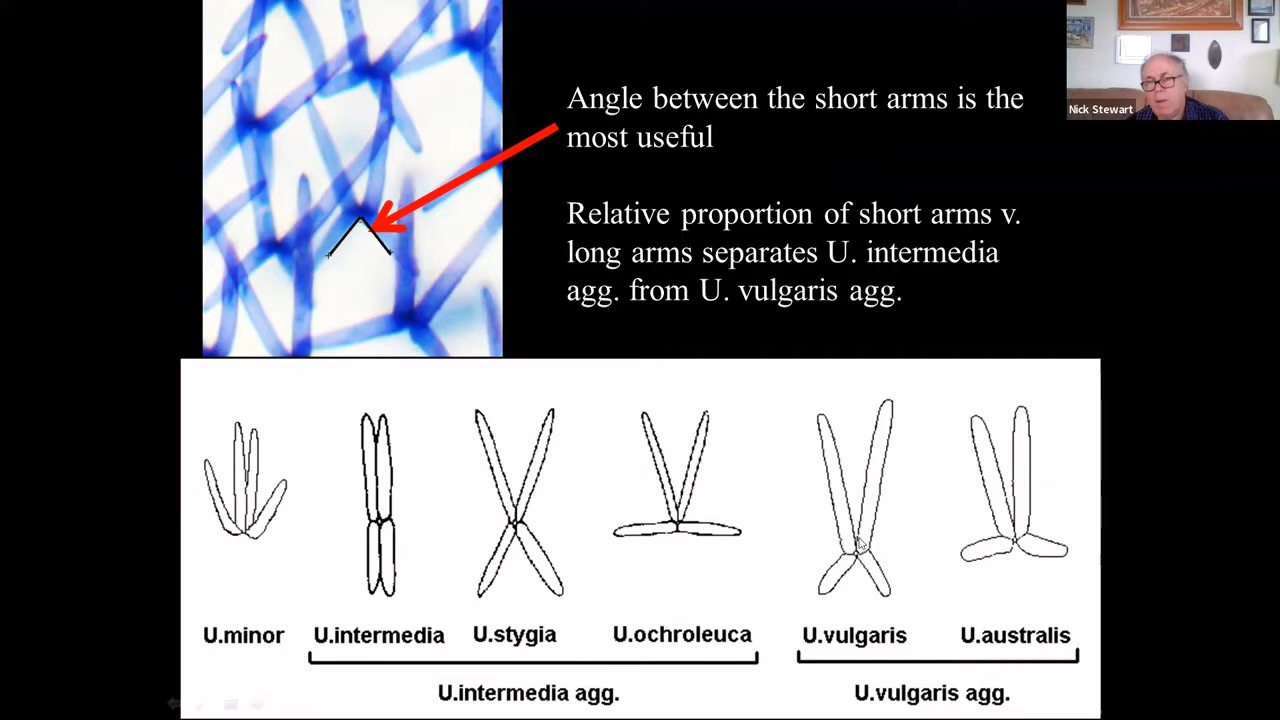 Angle between the short arms is the
most useful
Nick Stewart
Relative proportion of short arms v.
long arms separates U. intermedia
agg. from U. vulgaris agg.
U.minor U.intermedia U.stygia U.ochroleuca U.vulgaris U.australis
U.intermedia agg. U.vulgaris agg.